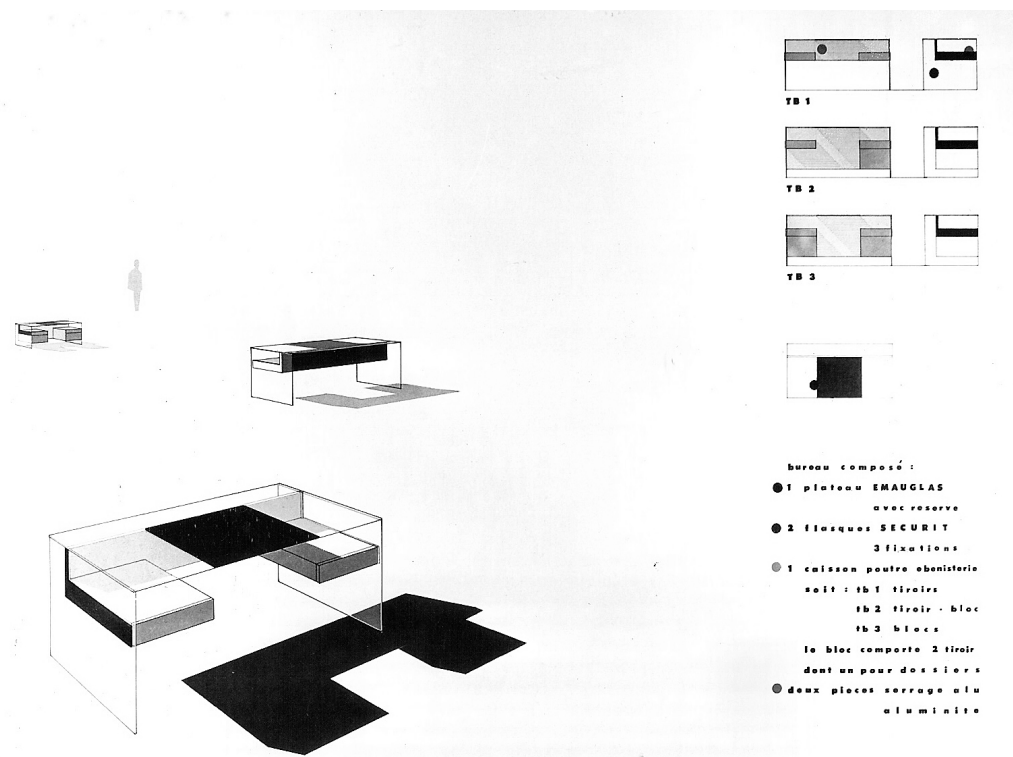 TB 1
TB 2
TB 3
bureau composé :
1 plateau EMAUGLAS
avec reserve
2 flasques SECURIT
3 fixations
1 caisson poutre ebenisterie
soit : tb 1 tiroirs
tb 2 tiroir - bloc
tb 3 blocs
le bloc comporte 2 tiroir
dont un pour dossiers
deux pieces serrage alu
aluminite